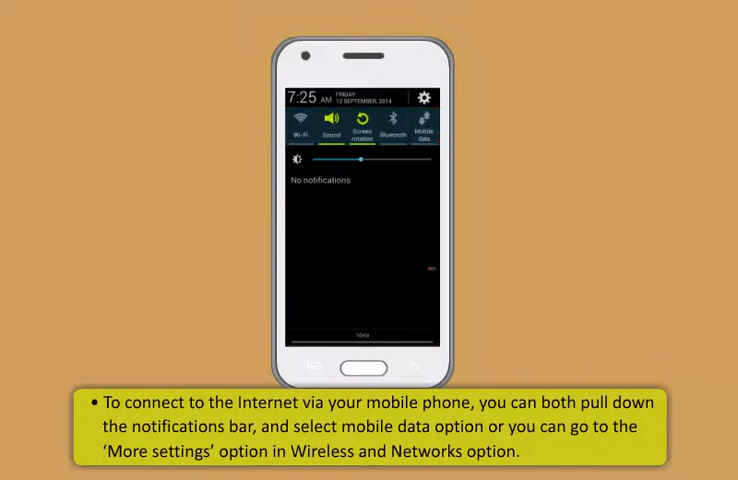 7:25 AM FRIDAY
12 SEPTEMBER, 2014
Wi-Fi Sound Screen rotation Bluetooth Mobile data
No notifications
Idea
• To connect to the Internet via your mobile phone, you can both pull down
the notifications bar, and select mobile data option or you can go to the
‘More settings’ option in Wireless and Networks option.